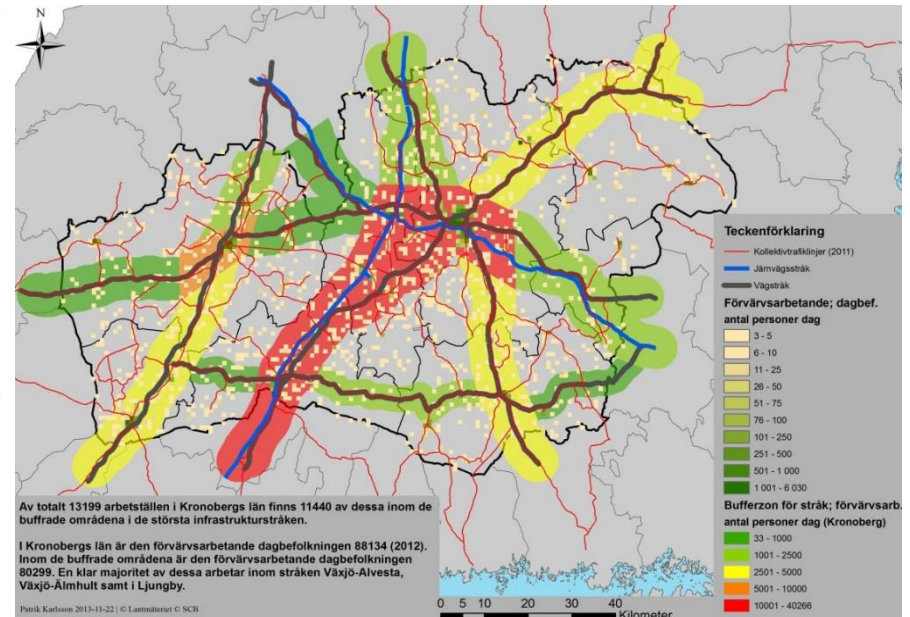 N
Teckenförklaring
Kollektivtrafiklinjer (2011)
Järnvägsstråk
Vägstråk
Förvärvsarbetande; dagbef.
antal personer dag
3 - 5
6 - 10
11 - 25
26 - 50
51 - 75
76 - 100
101 - 250
251 - 500
501 - 1 000
1 001 - 6 030
Bufferzon för stråk; förvärvsarb.
antal personer dag (Kronoberg)
33 - 1000
1001 - 2500
2501 - 5000
5001 - 10000
10001 - 40266
Av totalt 13199 arbetställen i Kronobergs län finns 11440 av dessa inom de
buffrade områdena i de största infrastrukturstråken.
I Kronobergs län är den förvärvsarbetande dagbefolkningen 88134 (2012).
Inom de buffrade områdena är den förvärvsarbetande dagbefolkningen
80299. En klar majoritet av dessa arbetar inom stråken Växjö-Alvesta,
Växjö-Älmhult samt i Ljungby.
Patrik Karlsson 2013-11-22 | © Lantmäteriet © SCB
0 5 10 20 30 40
Kilometer